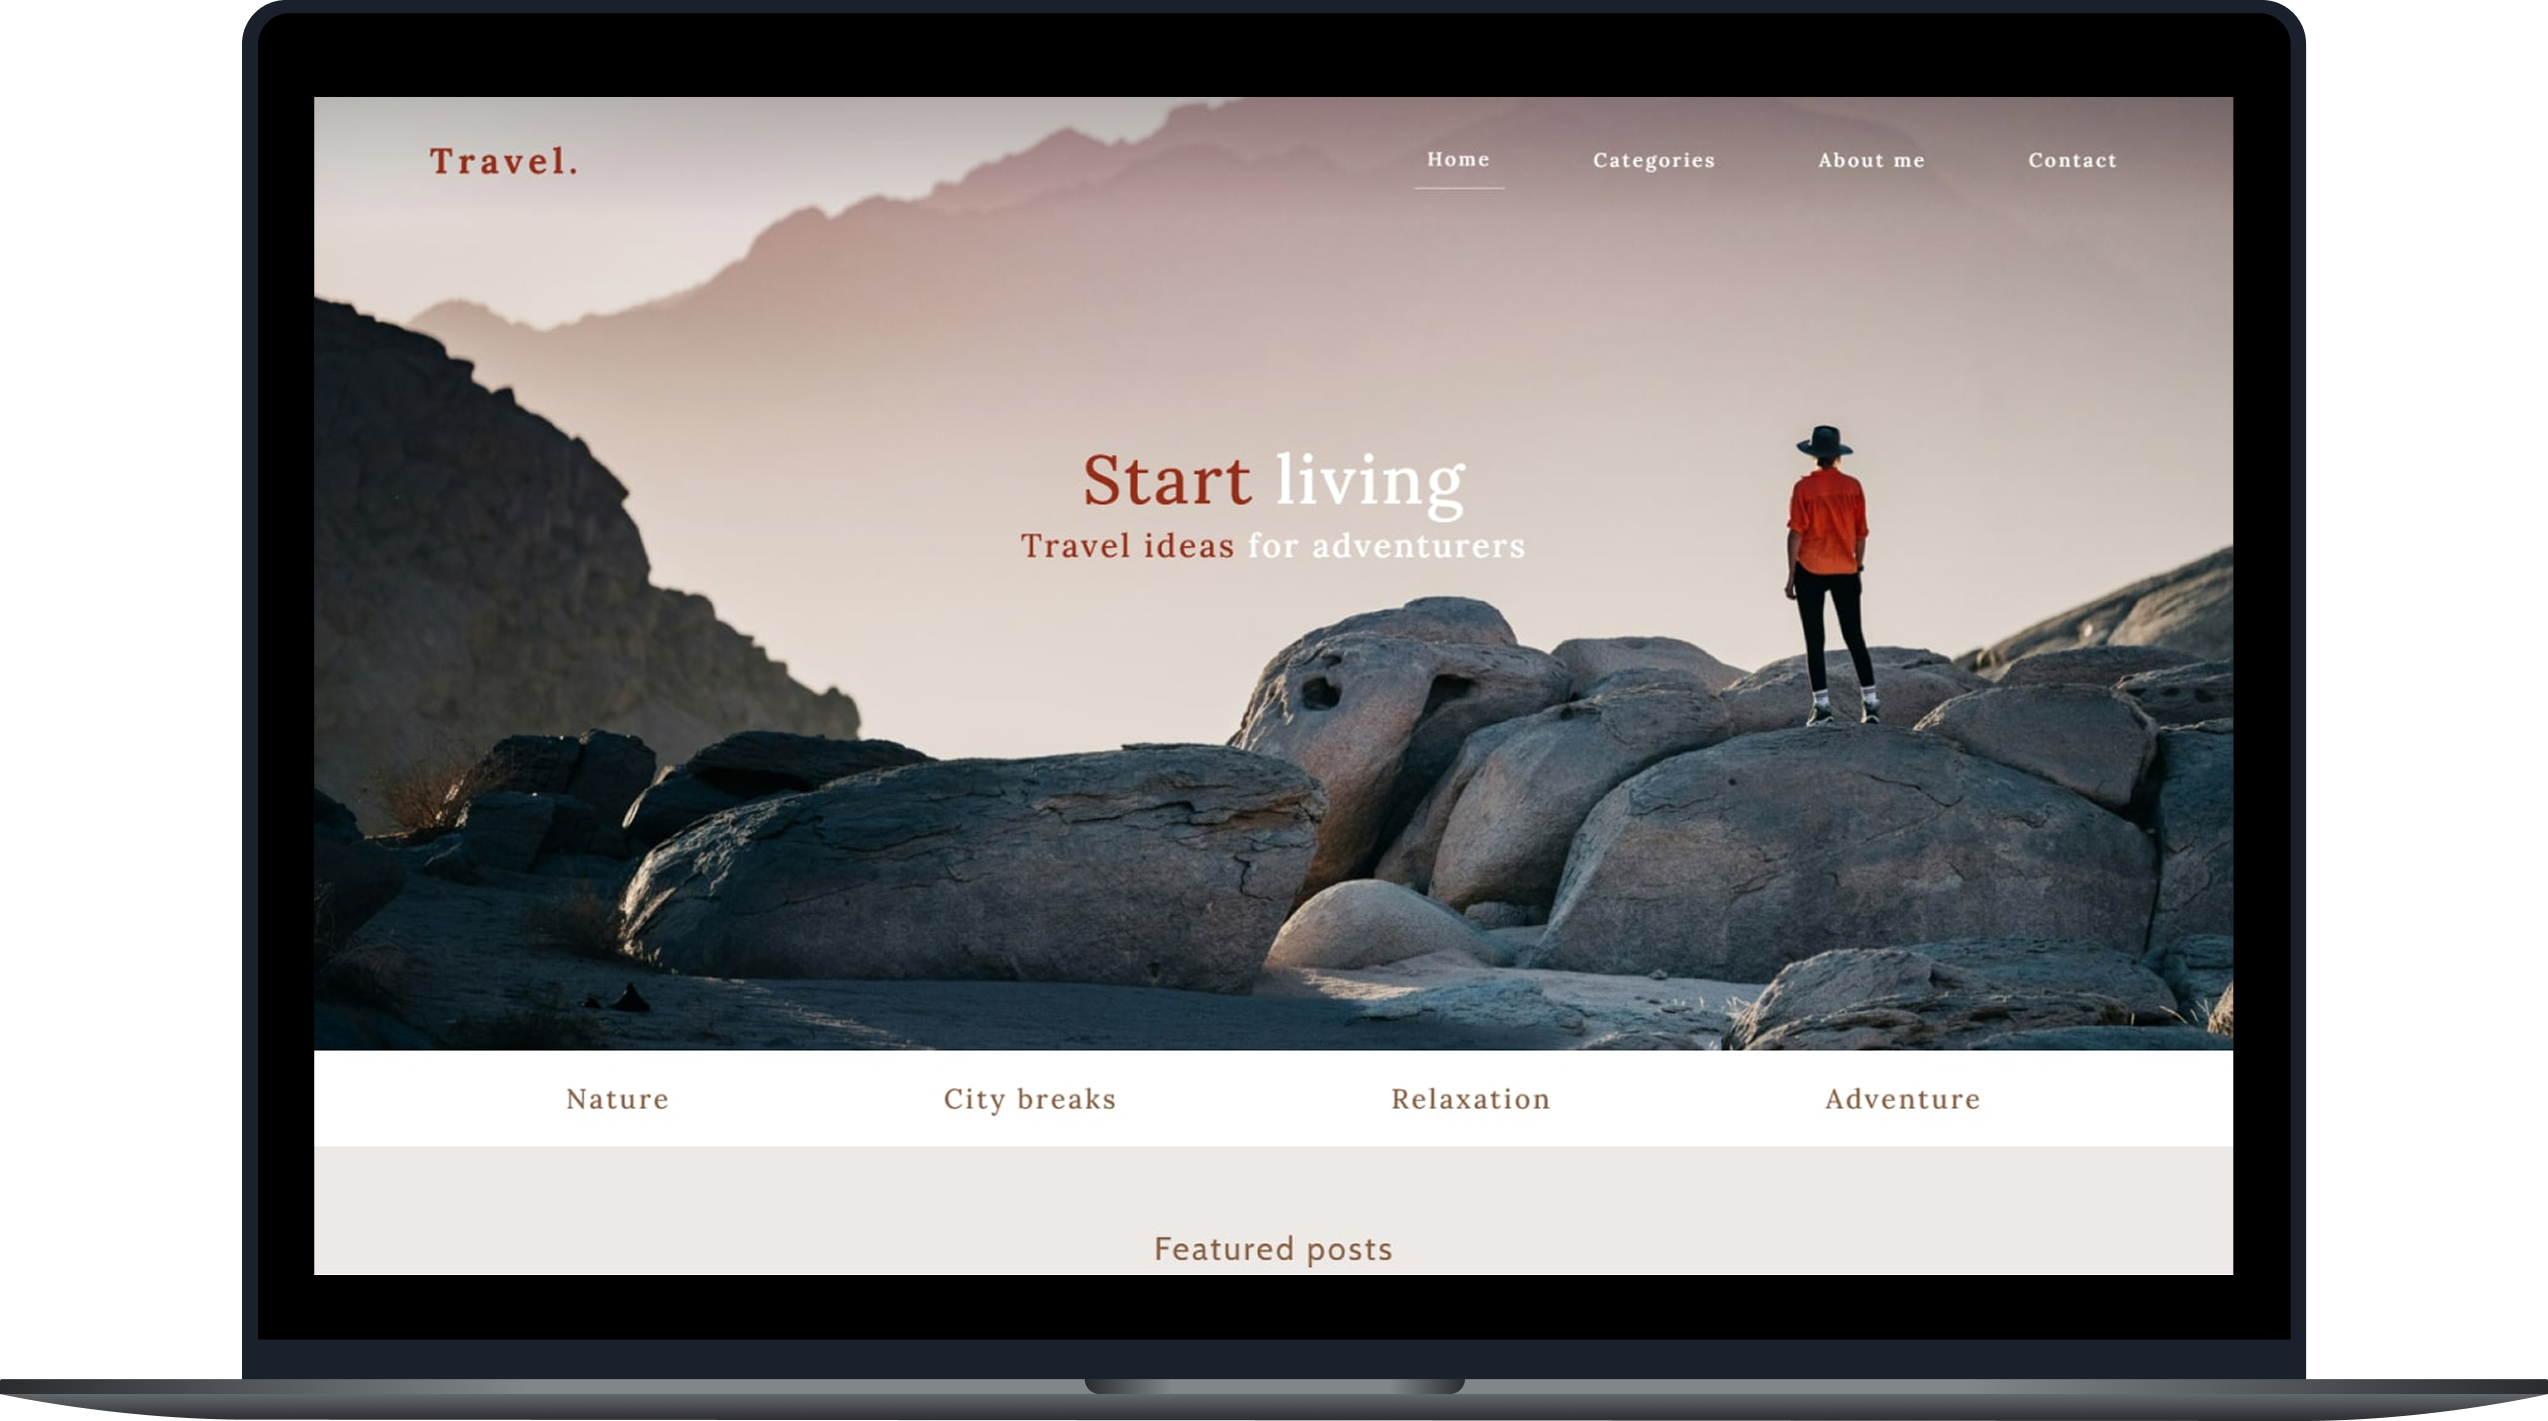 Travel.
Home Categories About me Contact
Start living
Travel ideas for adventurers
Nature City breaks Relaxation Adventure
Featured posts